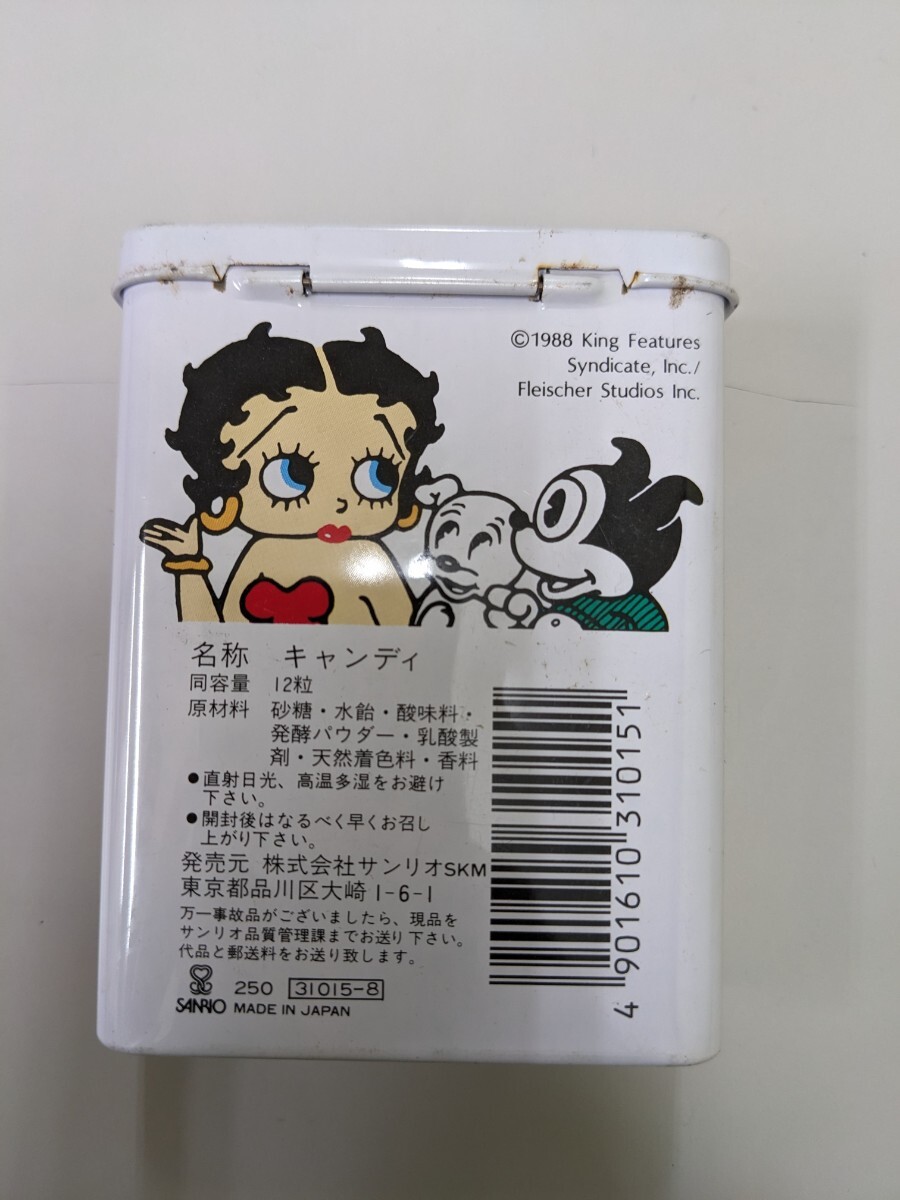 ©1988 King Features
Syndicate, Inc./
Fleischer Studios Inc.
名称 キャンディ
同容量 12粒
原材料 砂糖・水飴・酸味料・
発酵パウダー・乳酸製
剤・天然着色料・香料
●直射日光、高温多湿をお避け
下さい。
●開封後はなるべく早くお召し
上がり下さい。
発売元 株式会社サンリオSKM
東京都品川区大崎1-6-1
万一事故品がございましたら、現品を
サンリオ品質管理課までお送り下さい。
代品と郵送料をお送り致します。
250 31015-8
SANRIO MADE IN JAPAN
4 901610 310151